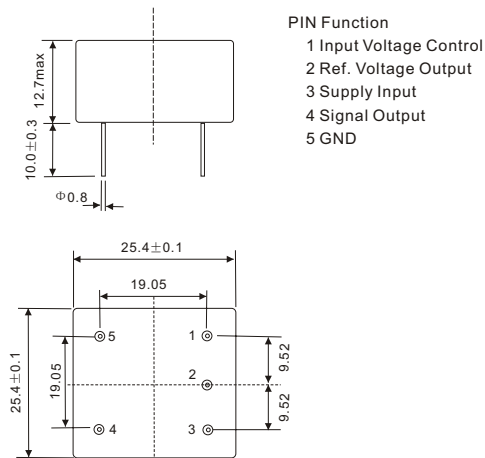 PIN Function
1 Input Voltage Control
2 Ref. Voltage Output
3 Supply Input
4 Signal Output
5 GND
12.7max
10.0±0.3
Φ0.8
25.4±0.1
19.05
5
1
25.4±0.1
19.05
2
9.52
9.52
4
3